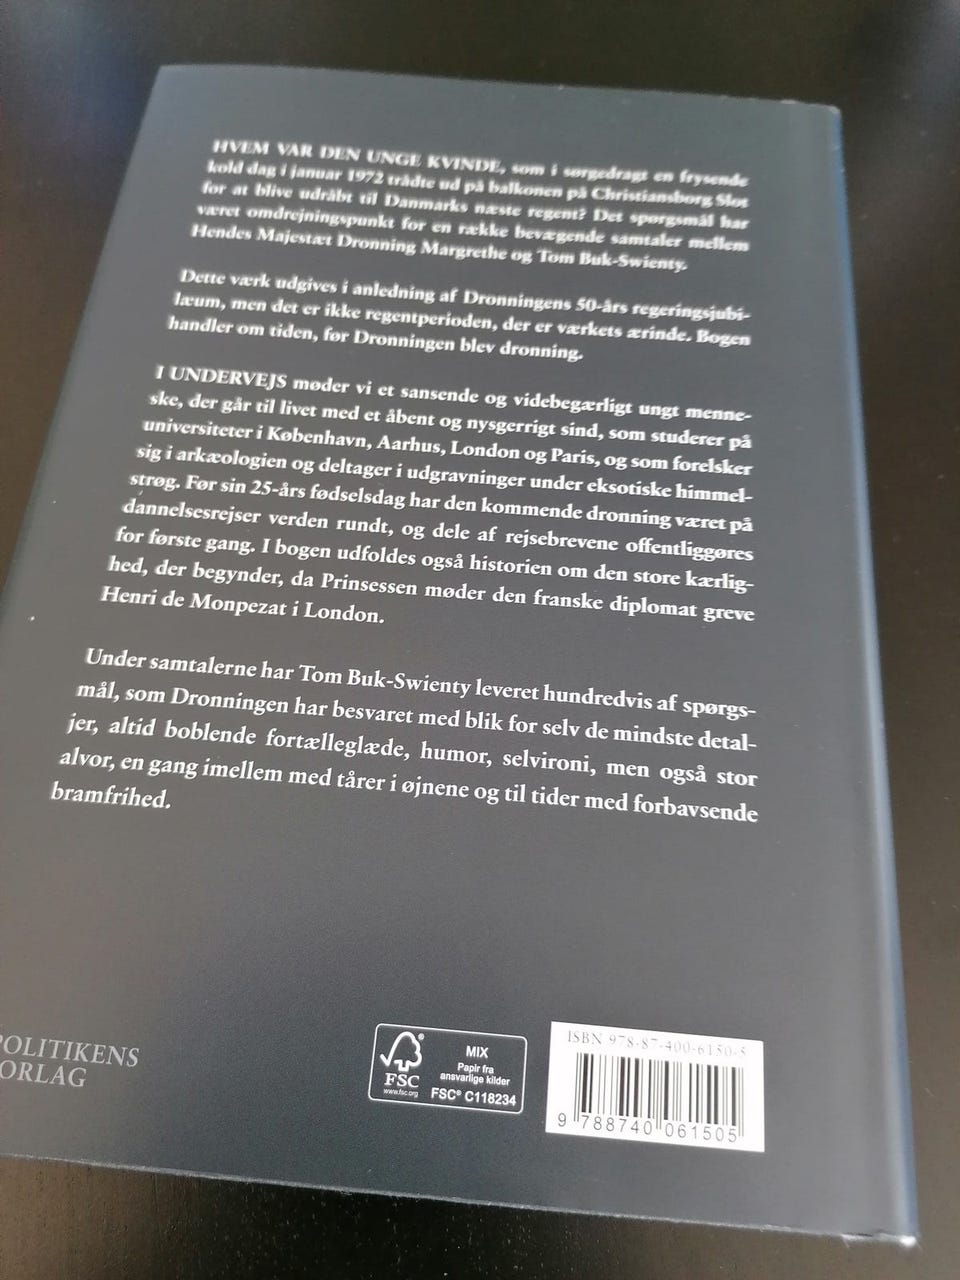 HVEM VAR DEN UNGE KVINDE, som i sørgedragt en frysende
kold dag i januar 1972 trådte ud på balkonen på Christiansborg Slot
for at blive udråbt til Danmarks næste regent? Det spørgsmål har
været omdrejningspunkt for en række bevægende samtaler mellem
Hendes Majestæt Dronning Margrethe og Tom Buk-Swienty.
Dette værk udgives i anledning af Dronningens 50-års regeringsjubi-
læum, men det er ikke regentperioden, der er værkets ærinde. Bogen
handler om tiden, før Dronningen blev dronning.
I UNDERVEJS møder vi et sansende og videbegærligt ungt menne-
ske, der går til livet med et åbent og nysgerrigt sind, som studerer på
universiteter i København, Aarhus, London og Paris, og som forelsker
sig i arkæologien og deltager i udgravninger under eksotiske himmel-
strøg. Før sin 25-års fødselsdag har den kommende dronning været på
dannelsesrejser verden rundt, og dele af rejsebrevene offentliggøres
for første gang. I bogen udfoldes også historien om den store kærlig-
hed, der begynder, da Prinsessen møder den franske diplomat greve
Henri de Monpezat i London.
Under samtalerne har Tom Buk-Swienty leveret hundredvis af spørgs-
mål, som Dronningen har besvaret med blik for selv de mindste detal-
jer, altid boblende fortælleglæde, humor, selvironi, men også stor
alvor, en gang imellem med tårer i øjnene og til tider med forbavsende
bramfrihed.
POLITIKENS
ORLAG
FSC
www.fsc.org
MIX
Papir fra
ansvarlige kilder
FSC® C118234
ISBN 978-87-400-6150-5
9 788740 061505